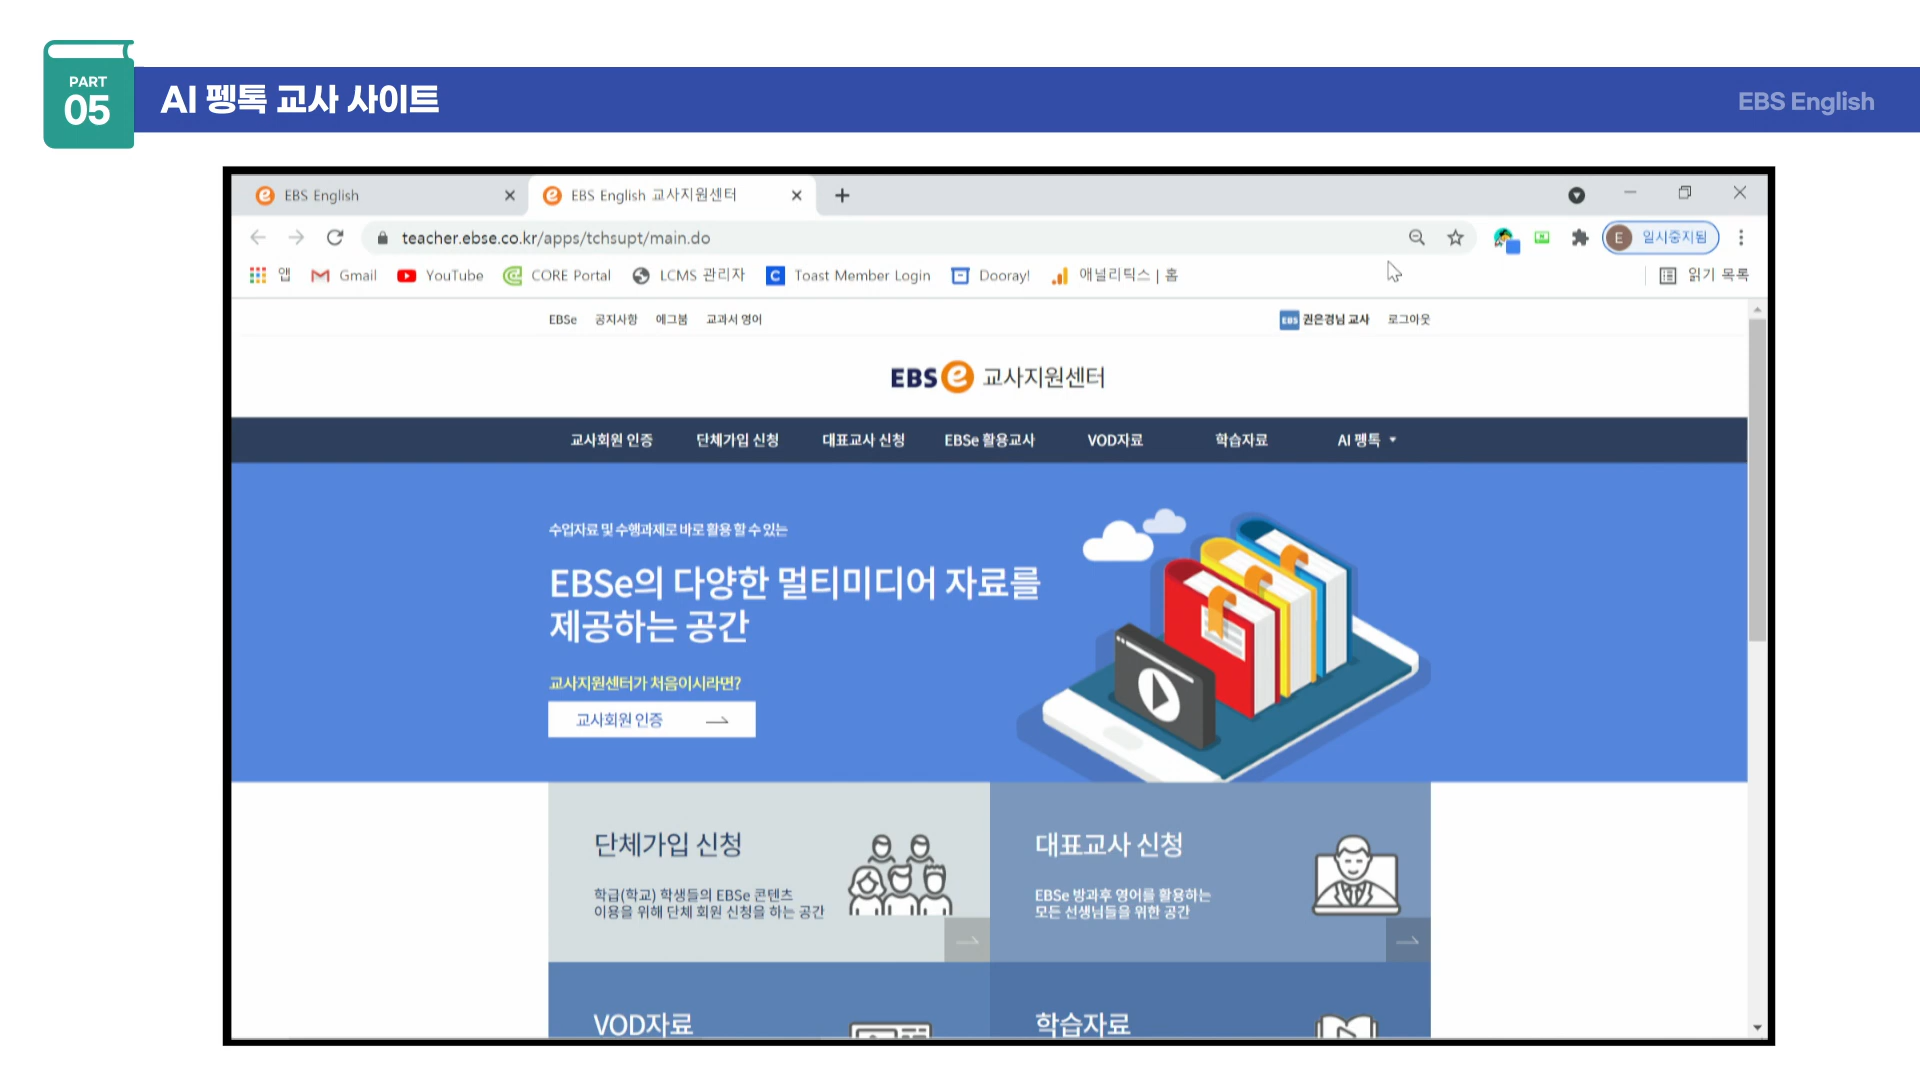 PART
05
AI 펭톡 교사 사이트
EBS English
EBS English
EBS English 교사지원센터
teacher.ebse.co.kr/apps/tchsupt/main.do
E 일시중지됨
앱 Gmail YouTube CORE Portal LCMS 관리자 C Toast Member Login Dooray! 애널리틱스 | 홈 읽기 목록
EBSe 공지사항 에그붐 교과서 영어 EBS 권은경님 교사 로그아웃
EBS e 교사지원센터
교사회원 인증 단체가입 신청 대표교사 신청 EBSe 활용교사 VOD자료 학습자료 AI 펭톡
수업자료 및 수행과제로 바로 활용 할 수 있는
EBSe의 다양한 멀티미디어 자료를
제공하는 공간
교사지원센터가 처음이시라면?
교사회원 인증
단체가입 신청
학급(학교) 학생들의 EBSe 콘텐츠
이용을 위해 단체 회원 신청을 하는 공간
대표교사 신청
EBSe 방과후 영어를 활용하는
모든 선생님들을 위한 공간
VOD자료
학습자료